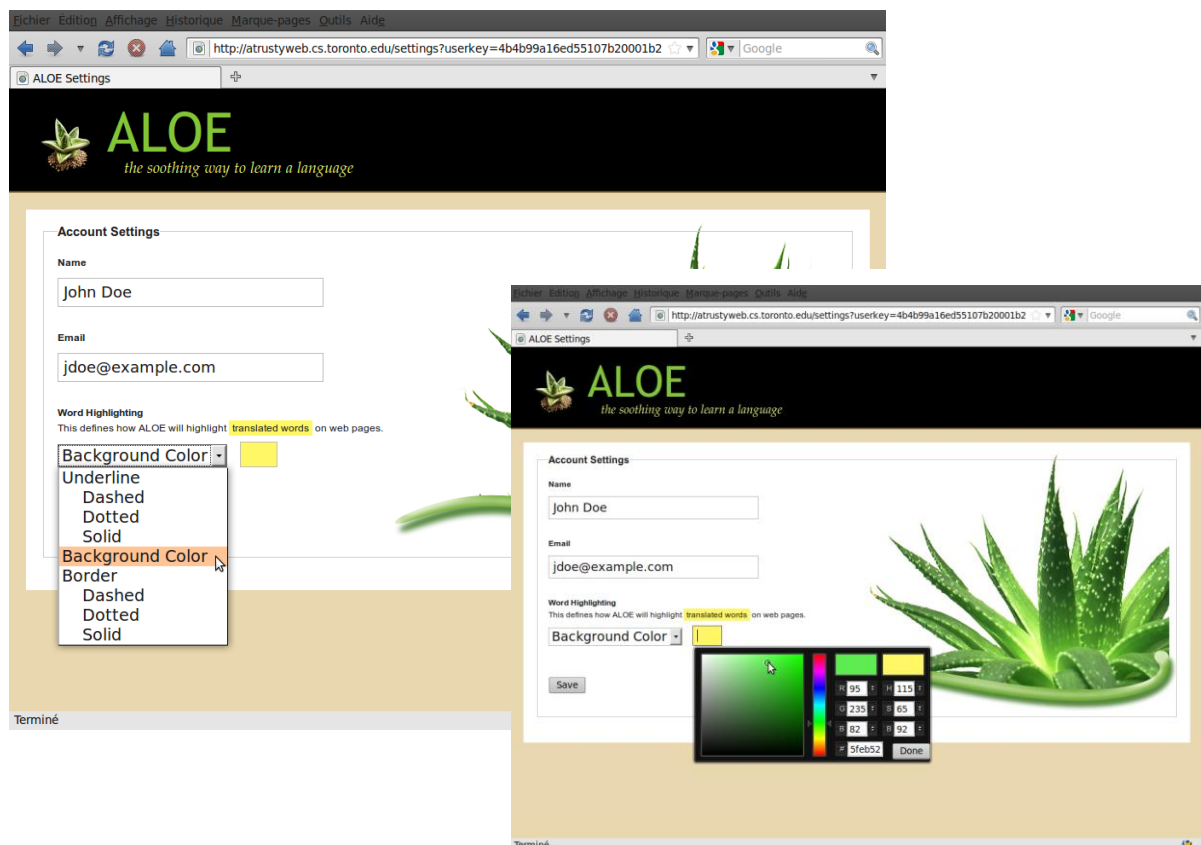 Fichier Édition Affichage Historique Marque-pages Outils Aide
http://atrustyweb.cs.toronto.edu/settings?userkey=4b4b99a16ed55107b20001b2 Google
ALOE Settings
ALOE
the soothing way to learn a language
Account Settings
Name
John Doe
Email
jdoe@example.com
Word Highlighting
This defines how ALOE will highlight translated words on web pages.
Background Color
Underline
Dashed
Dotted
Solid
Background Color
Border
Dashed
Dotted
Solid
Terminé
Fichier Édition Affichage Historique Marque-pages Outils Aide
http://atrustyweb.cs.toronto.edu/settings?userkey=4b4b99a16ed55107b20001b2 Google
ALOE Settings
ALOE
the soothing way to learn a language
Account Settings
Name
John Doe
Email
jdoe@example.com
Word Highlighting
This defines how ALOE will highlight translated words on web pages.
Background Color
R 95 H 115
G 235 S 65
Save
B 82 B 92
# 5feb52 Done
Terminé